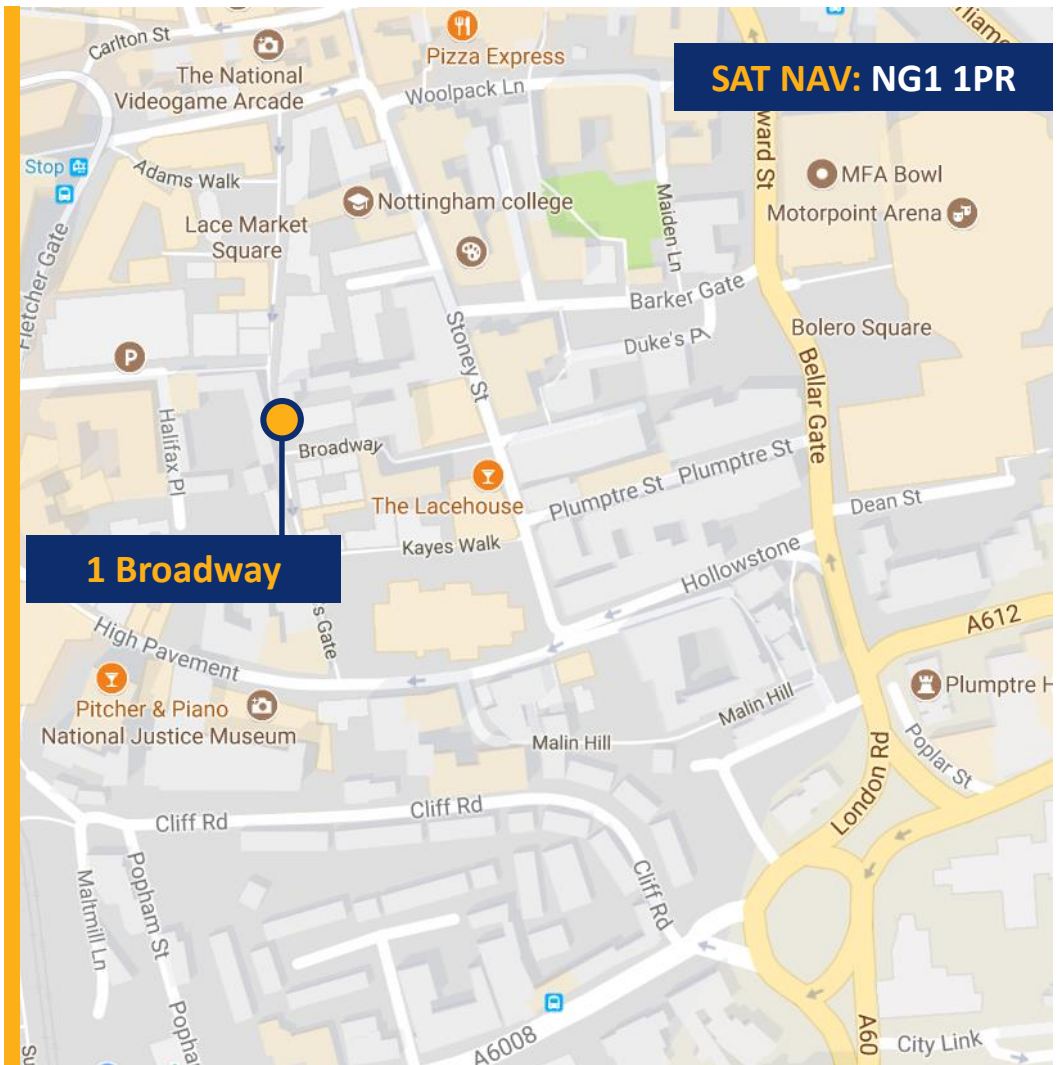 Carlton St
The National
Videogame Arcade
Pizza Express
Woolpack Ln
SAT NAV: NG1 1PR
ward St
Stop
Adams Walk
Lace Market
Square
Nottingham college
MFA Bowl
Motorpoint Arena
Maiden Ln
Fletcher Gate
Barker Gate
Duke's P
Bolero Square
P
Stoney St
Bellar Gate
Halifax Pl
Broadway
The Lacehouse
Plumptre St
Plumptre St
Dean St
Kayes Walk
1 Broadway
Hollowstone
s Gate
High Pavement
A612
Pitcher & Piano
National Justice Museum
Plumptre H
Malin Hill
Malin Hill
Poplar St
London Rd
Cliff Rd
Cliff Rd
Cliff Rd
Maltmill Ln
Popham St
Popha
A6008
A60
City Link